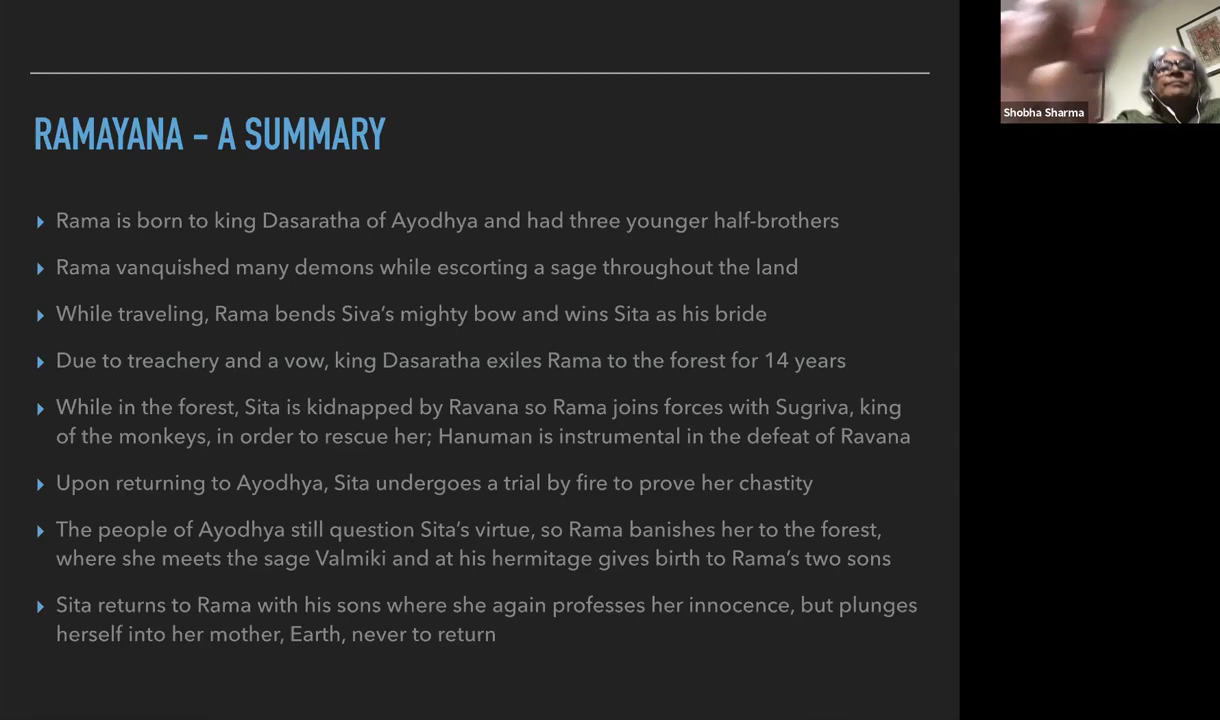 RAMAYANA – A SUMMARY
Rama is born to king Dasaratha of Ayodhya and had three younger half-brothers
Rama vanquished many demons while escorting a sage throughout the land
While traveling, Rama bends Siva’s mighty bow and wins Sita as his bride
Due to treachery and a vow, king Dasaratha exiles Rama to the forest for 14 years
While in the forest, Sita is kidnapped by Ravana so Rama joins forces with Sugriva, king
of the monkeys, in order to rescue her; Hanuman is instrumental in the defeat of Ravana
Upon returning to Ayodhya, Sita undergoes a trial by fire to prove her chastity
The people of Ayodhya still question Sita’s virtue, so Rama banishes her to the forest,
where she meets the sage Valmiki and at his hermitage gives birth to Rama’s two sons
Sita returns to Rama with his sons where she again professes her innocence, but plunges
herself into her mother, Earth, never to return
Shobha Sharma